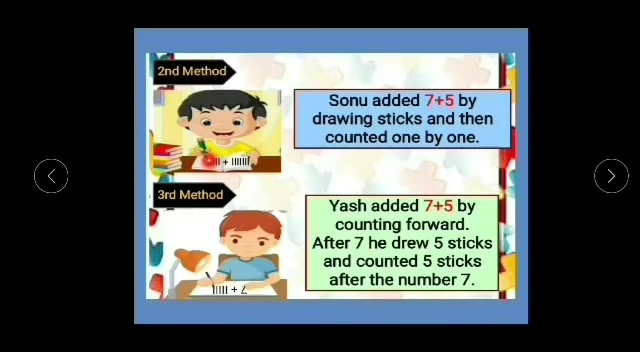 2nd Method
Sonu added 7+5 by
drawing sticks and then
counted one by one.
3rd Method
Yash added 7+5 by
counting forward.
After 7 he drew 5 sticks
and counted 5 sticks
after the number 7.